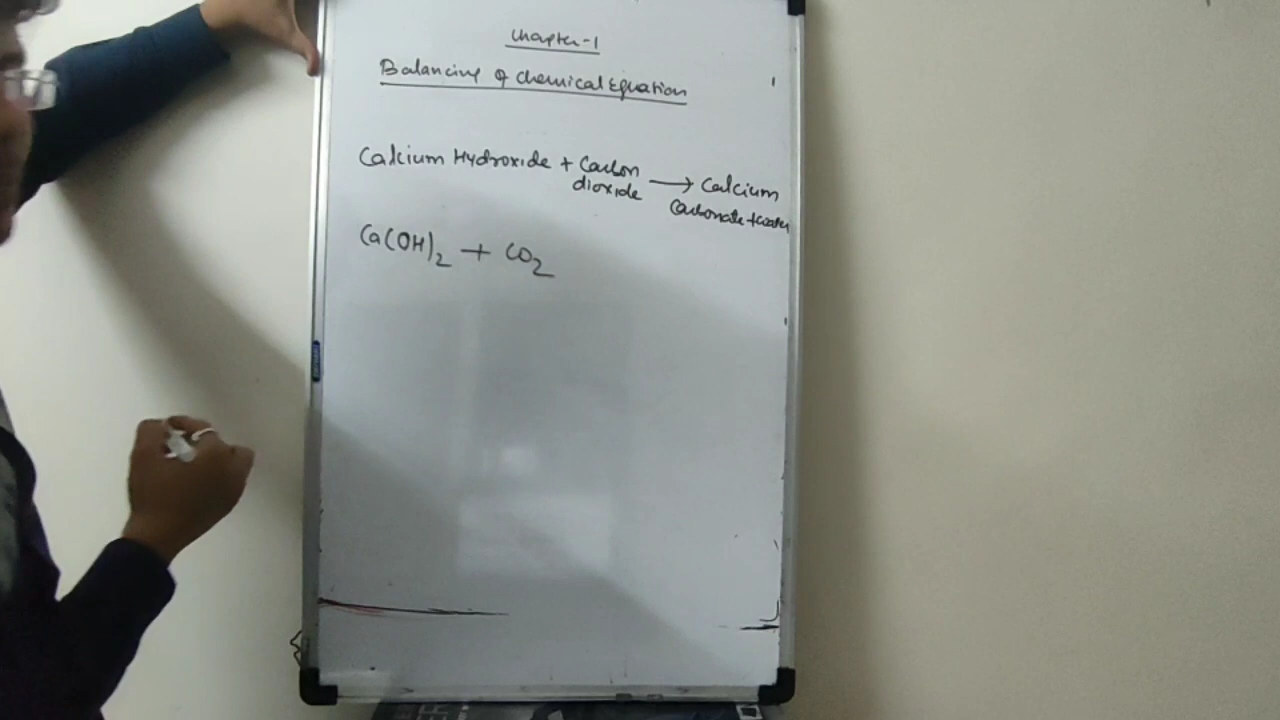 Chapter-1
Balancing of chemical Equation
Calcium Hydroxide + Carbon dioxide → Calcium Carbonate + water
Ca(OH)₂ + CO₂